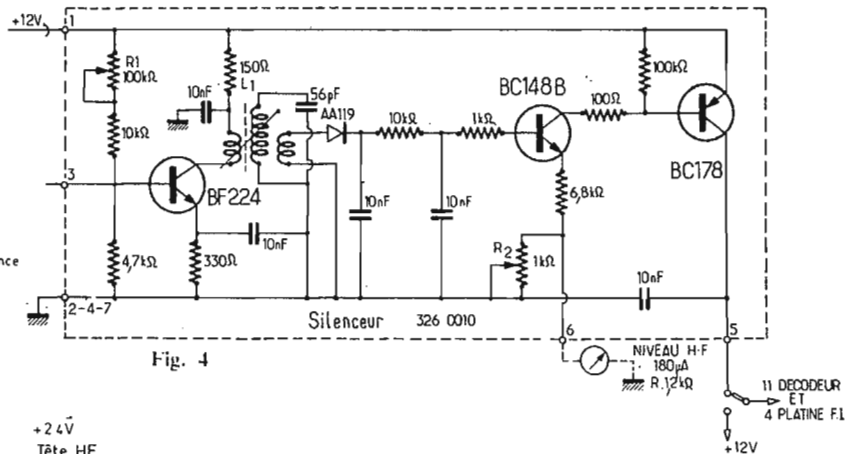 +12V
1
R1
100kΩ
150Ω
L1
10nF
56pF
AA119
10kΩ
BC148B
100kΩ
100Ω
BC178
10kΩ
1kΩ
3
BF224
10nF
10nF
6,8kΩ
4,7kΩ
330Ω
10nF
R2
1kΩ
10nF
nce
2-4-7
Silenceur 326 0010
6
5
Fig. 4
NIVEAU H.F
180µA
R.1,2kΩ
11 DECODEUR
ET
4 PLATINE F.I.
+12V
+24V
Tête HF